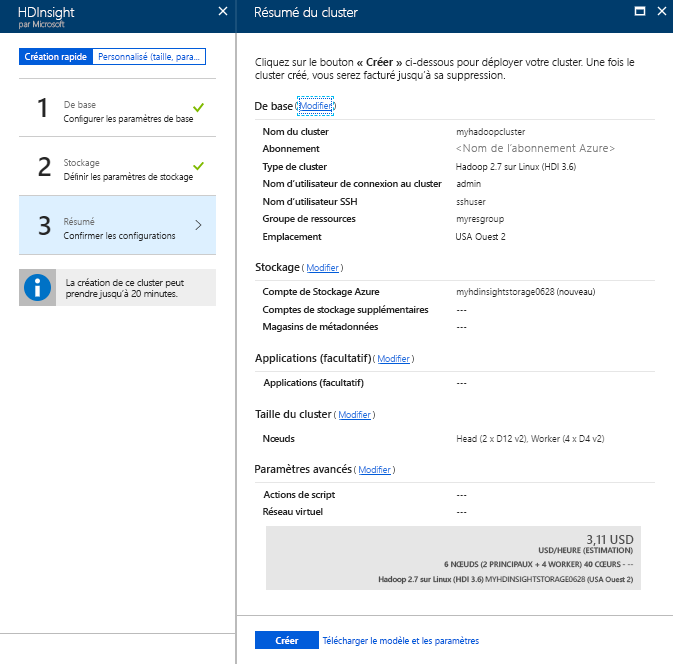 HDInsight
par Microsoft
Création rapide
Personnalisé (taille, para...
1
De base
Configurer les paramètres de base
2
Stockage
Définir les paramètres de stockage
3
Résumé
Confirmer les configurations
La création de ce cluster peut
prendre jusqu'à 20 minutes.
Résumé du cluster
Cliquez sur le bouton « Créer » ci-dessous pour déployer votre cluster. Une fois le
cluster créé, vous serez facturé jusqu'à sa suppression.
De base (Modifier)
Nom du cluster myhadoopcluster
Abonnement <Nom de l'abonnement Azure>
Type de cluster Hadoop 2.7 sur Linux (HDI 3.6)
Nom d'utilisateur de connexion au cluster admin
Nom d'utilisateur SSH sshuser
Groupe de ressources myresgroup
Emplacement USA Ouest 2
Stockage ( Modifier )
Compte de Stockage Azure myhdinsightstorage0628 (nouveau)
Comptes de stockage supplémentaires ---
Magasins de métadonnées ---
Applications (facultatif) ( Modifier )
Applications (facultatif) ---
Taille du cluster ( Modifier )
Nœuds Head (2 x D12 v2), Worker (4 x D4 v2)
Paramètres avancés ( Modifier )
Actions de script ---
Réseau virtuel ---
3,11 USD
USD/HEURE (ESTIMATION)
6 NŒUDS (2 PRINCIPAUX + 4 WORKER) 40 CŒURS - --
Hadoop 2.7 sur Linux (HDI 3.6) MYHDINSIGHTSTORAGE0628 (USA Ouest 2)
Créer
Télécharger le modèle et les paramètres